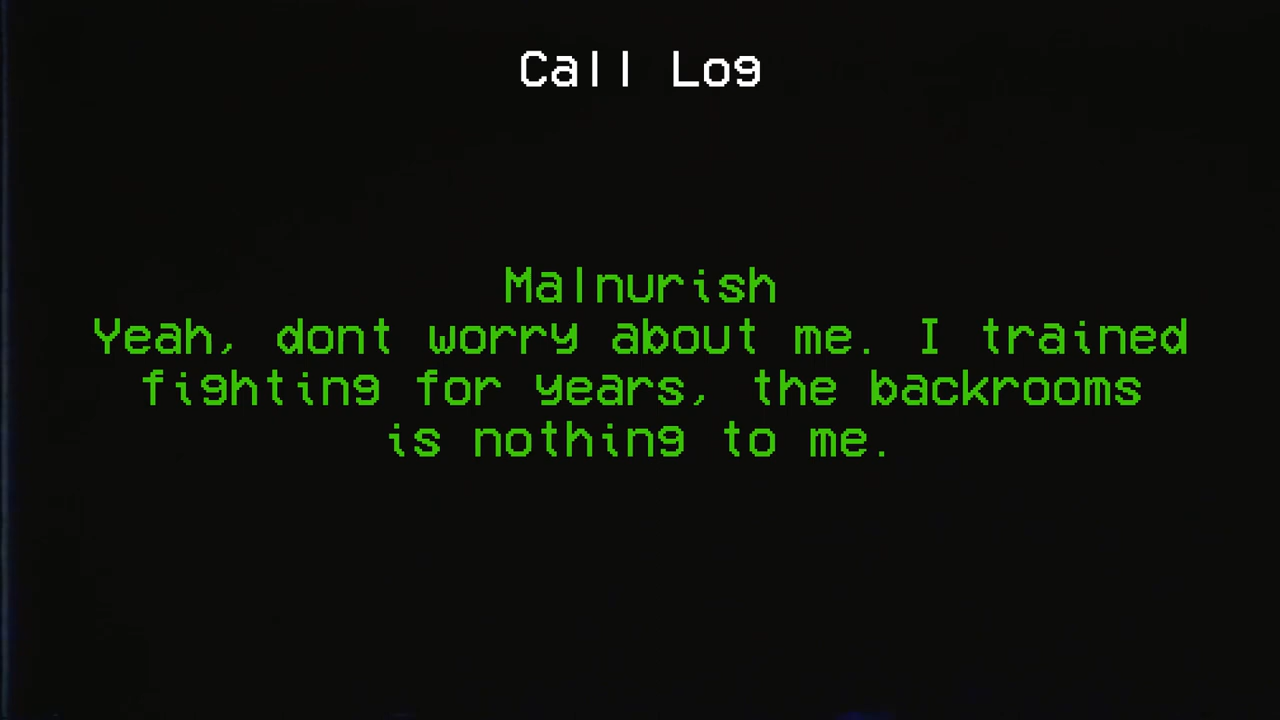 Call Log
Malnurish
Yeah, dont worry about me. I trained
fighting for years, the backrooms
is nothing to me.